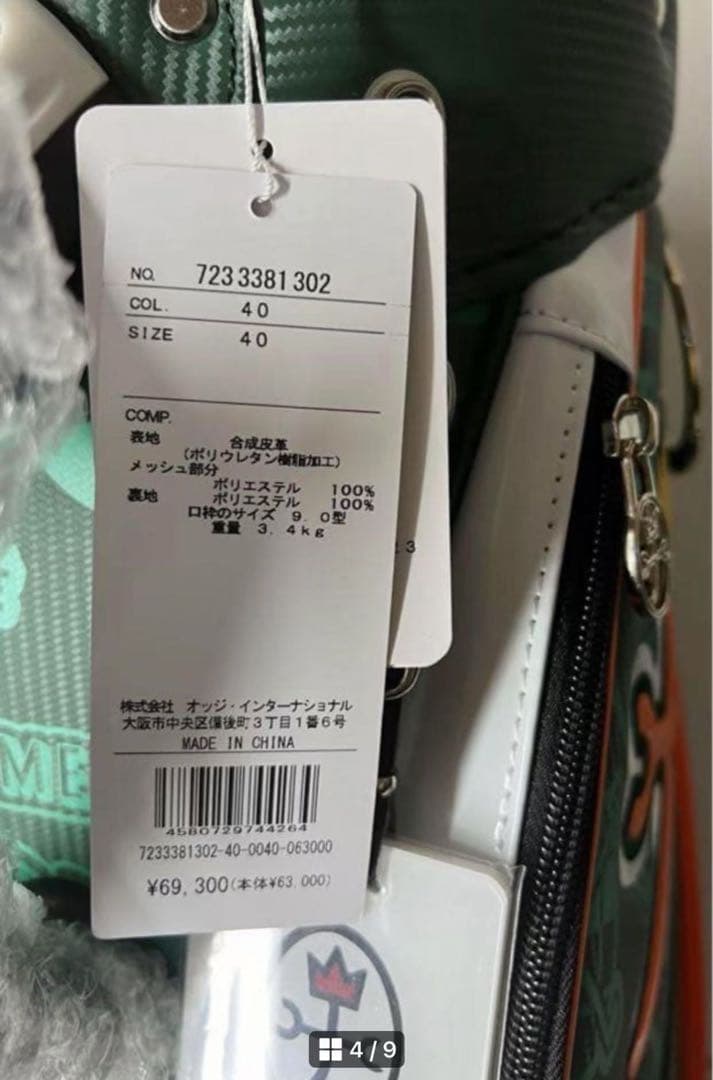 NO. 7233381302
COL. 40
SIZE 40
COMP.
表地 合成皮革
(ポリウレタン樹脂加工)
メッシュ部分
ポリエステル 100%
裏地 ポリエステル 100%
口枠のサイズ 9.0型
重量 3.4kg
23
株式会社 オッジ・インターナショナル
大阪市中央区備後町3丁目1番6号
MADE IN CHINA
4580729744264
7233381302-40-0040-063000
¥69,300(本体¥63,000)
ME
4/9